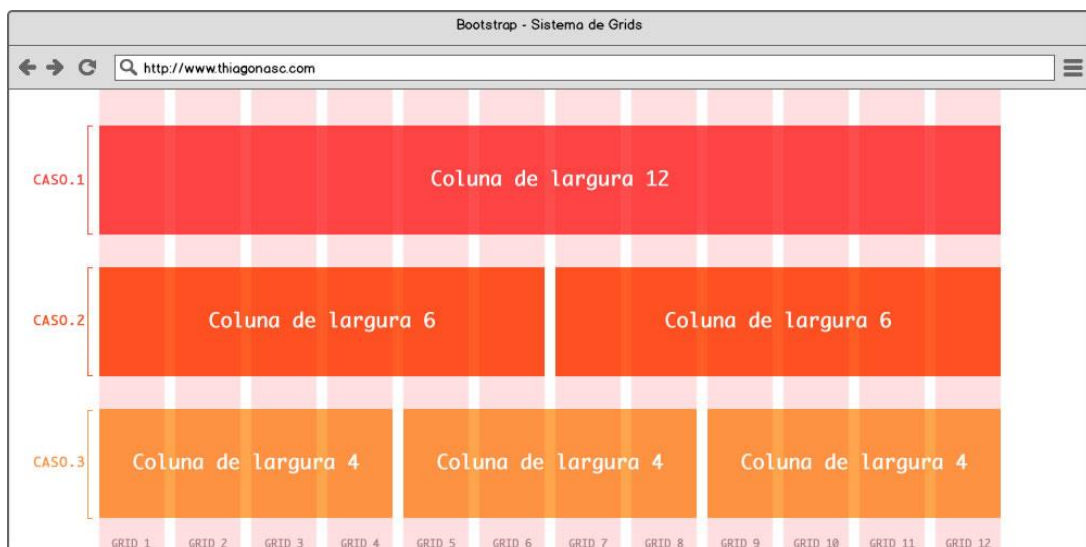 Bootstrap - Sistema de Grids
http://www.thiagonasc.com
CASO.1
Coluna de largura 12
CASO.2
Coluna de largura 6
Coluna de largura 6
CASO.3
Coluna de largura 4
Coluna de largura 4
Coluna de largura 4
GRID 1 GRID 2 GRID 3 GRID 4 GRID 5 GRID 6 GRID 7 GRID 8 GRID 9 GRID 10 GRID 11 GRID 12